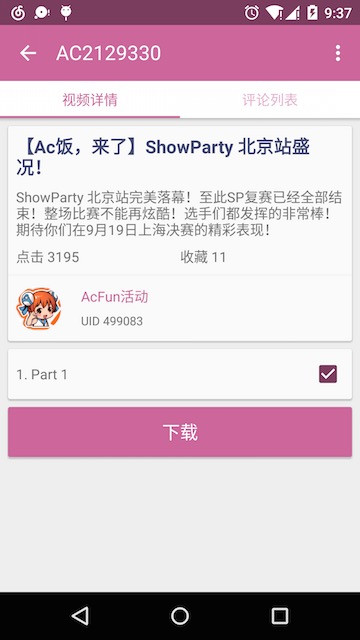 9:37
AC2129330
视频详情
评论列表
【Ac饭，来了】ShowParty 北京站盛
况！
ShowParty 北京站完美落幕！至此SP复赛已经全部结
束！整场比赛不能再炫酷！选手们都发挥的非常棒！
期待你们在9月19日上海决赛的精彩表现！
点击 3195
收藏 11
AcFun活动
UID 499083
1. Part 1
下载